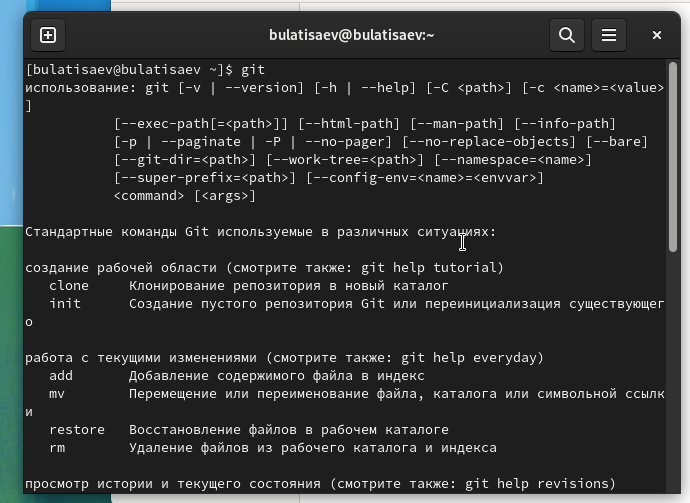 bulatisaev@bulatisaev:~
[bulatisaev@bulatisaev ~]$ git
использование: git [-v | --version] [-h | --help] [-C <path>] [-c <name>=<value>
]
[--exec-path[=<path>]] [--html-path] [--man-path] [--info-path]
[-p | --paginate | -P | --no-pager] [--no-replace-objects] [--bare]
[--git-dir=<path>] [--work-tree=<path>] [--namespace=<name>]
[--super-prefix=<path>] [--config-env=<name>=<envvar>]
<command> [<args>]
Стандартные команды Git используемые в различных ситуациях:
создание рабочей области (смотрите также: git help tutorial)
clone Клонирование репозитория в новый каталог
init Создание пустого репозитория Git или переинициализация существующег
о
работа с текущими изменениями (смотрите также: git help everyday)
add Добавление содержимого файла в индекс
mv Перемещение или переименование файла, каталога или символьной ссылк
и
restore Восстановление файлов в рабочем каталоге
rm Удаление файлов из рабочего каталога и индекса
просмотр истории и текущего состояния (смотрите также: git help revisions)